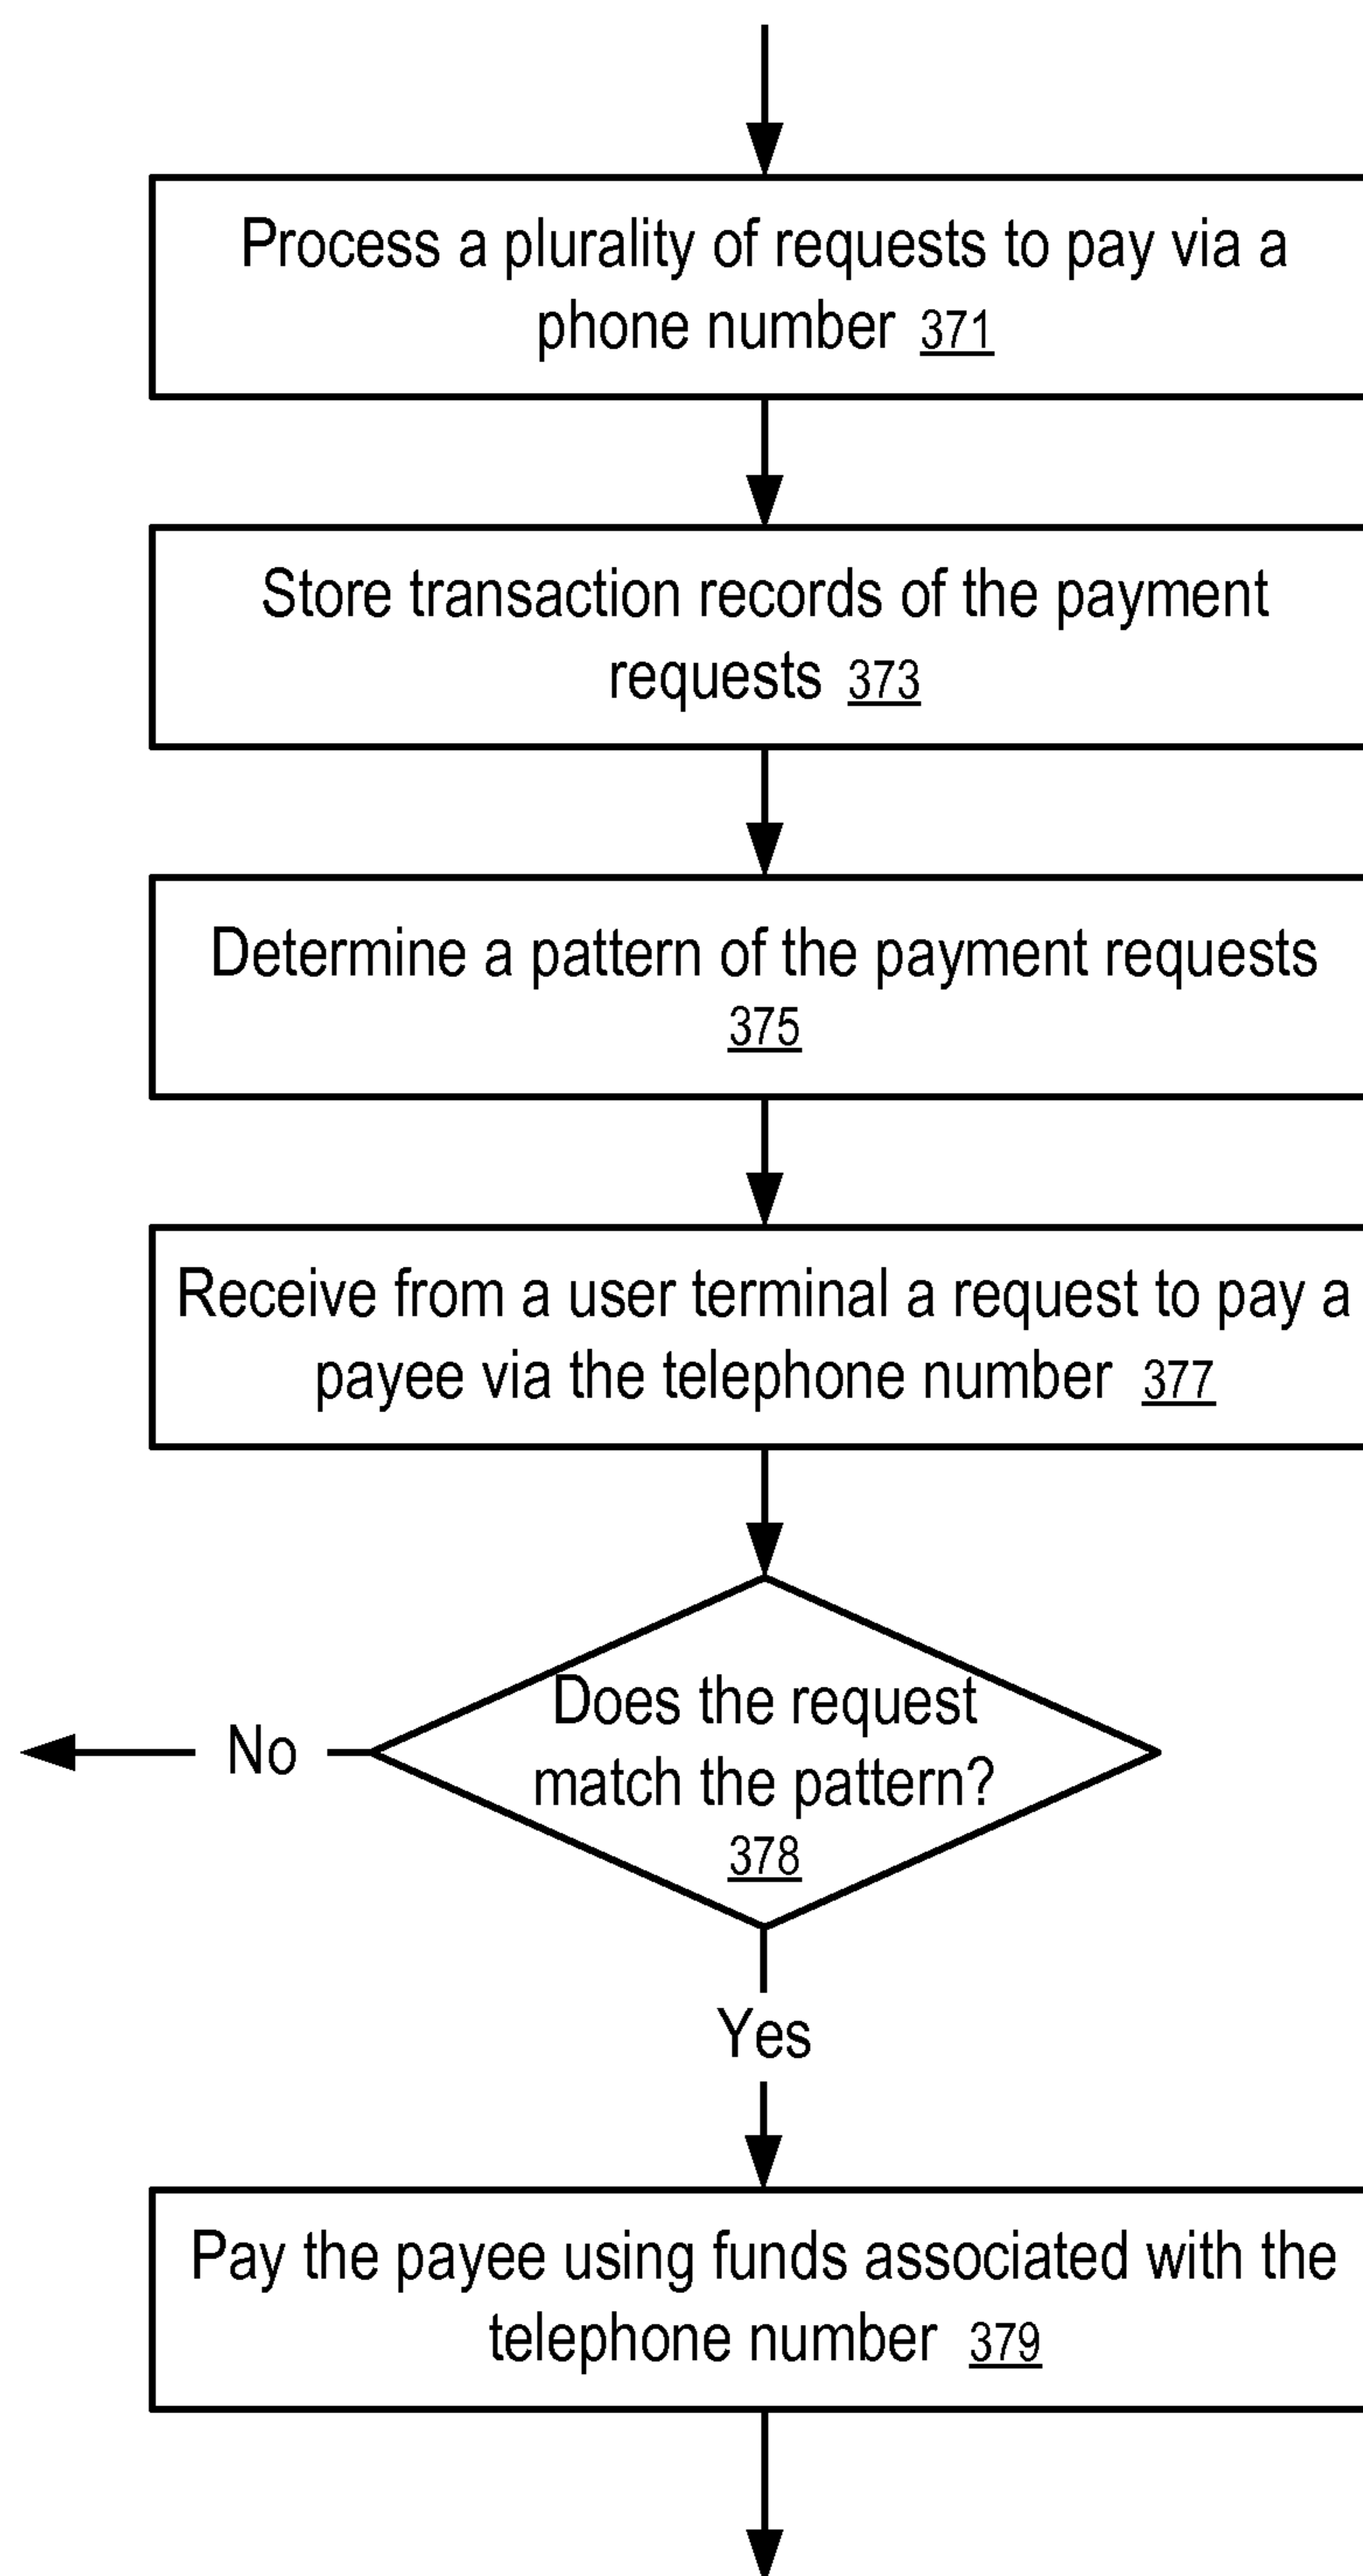 Process a plurality of requests to pay via a
phone number 371
Store transaction records of the payment
requests 373
Determine a pattern of the payment requests
375
Receive from a user terminal a request to pay a
payee via the telephone number 377
Does the request
match the pattern?
378
No
Yes
Pay the payee using funds associated with the
telephone number 379